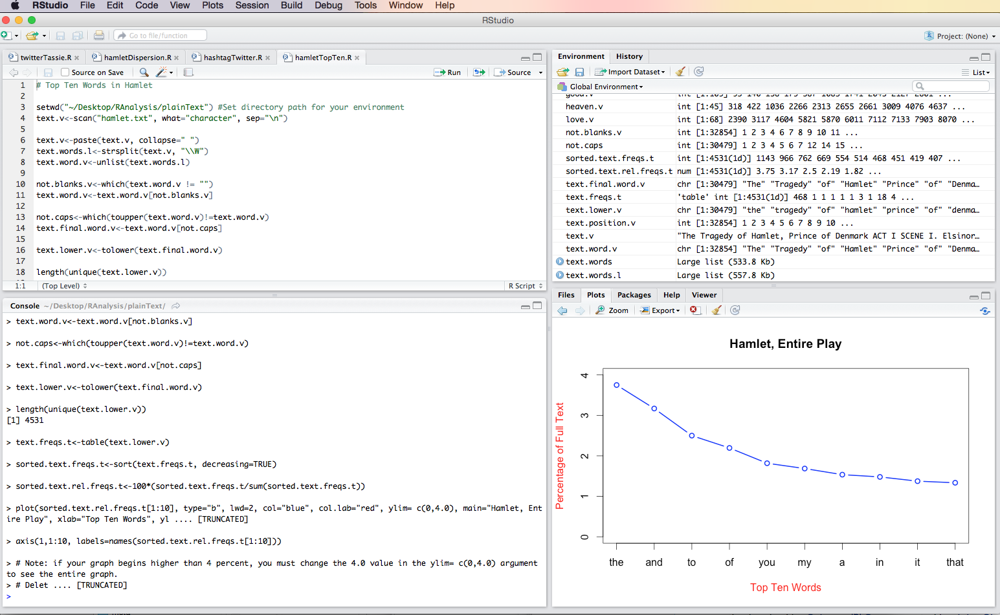 RStudio File Edit Code View Plots Session Build Debug Tools Window Help
RStudio
Go to file/function
Project: (None)
twitterTassie.R hamletDispersion.R hashtagTwitter.R hamletTopTen.R
Source on Save Run Source
1 # Top Ten Words in Hamlet
2
3 setwd("~/Desktop/RAnalysis/plainText") #Set directory path for your environment
4 text.v<-scan("hamlet.txt", what="character", sep="\n")
5
6 text.v<-paste(text.v, collapse=" ")
7 text.words.l<-strsplit(text.v, "\\W")
8 text.word.v<-unlist(text.words.l)
9
10 not.blanks.v<-which(text.word.v != "")
11 text.word.v<-text.word.v[not.blanks.v]
12
13 not.caps<-which(toupper(text.word.v)!=text.word.v)
14 text.final.word.v<-text.word.v[not.caps]
15
16 text.lower.v<-tolower(text.final.word.v)
17
18 length(unique(text.lower.v))
1:1 (Top Level) R Script
Console ~/Desktop/RAnalysis/plainText/
> text.word.v<-text.word.v[not.blanks.v]
> not.caps<-which(toupper(text.word.v)!=text.word.v)
> text.final.word.v<-text.word.v[not.caps]
> text.lower.v<-tolower(text.final.word.v)
> length(unique(text.lower.v))
[1] 4531
> text.freqs.t<-table(text.lower.v)
> sorted.text.freqs.t<-sort(text.freqs.t, decreasing=TRUE)
> sorted.text.rel.freqs.t<-100*(sorted.text.freqs.t/sum(sorted.text.freqs.t))
> plot(sorted.text.rel.freqs.t[1:10], type="b", lwd=2, col="blue", col.lab="red", ylim= c(0,4.0), main="Hamlet, Ent
ire Play", xlab="Top Ten Words", yl .... [TRUNCATED]
> axis(1,1:10, labels=names(sorted.text.rel.freqs.t[1:10]))
> # Note: if your graph begins higher than 4 percent, you must change the 4.0 value in the ylim= c(0,4.0) argument
to see the entire graph.
> # Delet .... [TRUNCATED]
>
Environment History
Import Dataset List
Global Environment
heaven.v int [1:45] 318 422 1036 2266 2313 2655 2661 3009 4076 4637 ...
love.v int [1:68] 2390 3117 4604 5821 5870 6011 7112 7133 7903 8070 ...
not.blanks.v int [1:32854] 1 2 3 4 6 7 8 9 10 11 ...
not.caps int [1:30479] 1 2 3 4 5 6 7 12 14 15 ...
sorted.text.freqs.t int [1:4531(1d)] 1143 966 762 669 554 514 468 451 419 407 ...
sorted.text.rel.freqs.t num [1:4531(1d)] 3.75 3.17 2.5 2.19 1.82 ...
text.final.word.v chr [1:30479] "The" "Tragedy" "of" "Hamlet" "Prince" "of" "Denma...
text.freqs.t 'table' int [1:4531(1d)] 468 1 1 1 1 1 3 1 18 4 ...
text.lower.v chr [1:30479] "the" "tragedy" "of" "hamlet" "prince" "of" "denma...
text.position.v int [1:32854] 1 2 3 4 5 6 7 8 9 10 ...
text.v "The Tragedy of Hamlet, Prince of Denmark ACT I SCENE I. Elsinor...
text.word.v chr [1:32854] "The" "Tragedy" "of" "Hamlet" "Prince" "of" "Denma...
text.words Large list (533.8 Kb)
text.words.l Large list (557.8 Kb)
Files Plots Packages Help Viewer
Zoom Export
Hamlet, Entire Play
Percentage of Full Text
4
3
2
1
0
the and to of you my a in it that
Top Ten Words